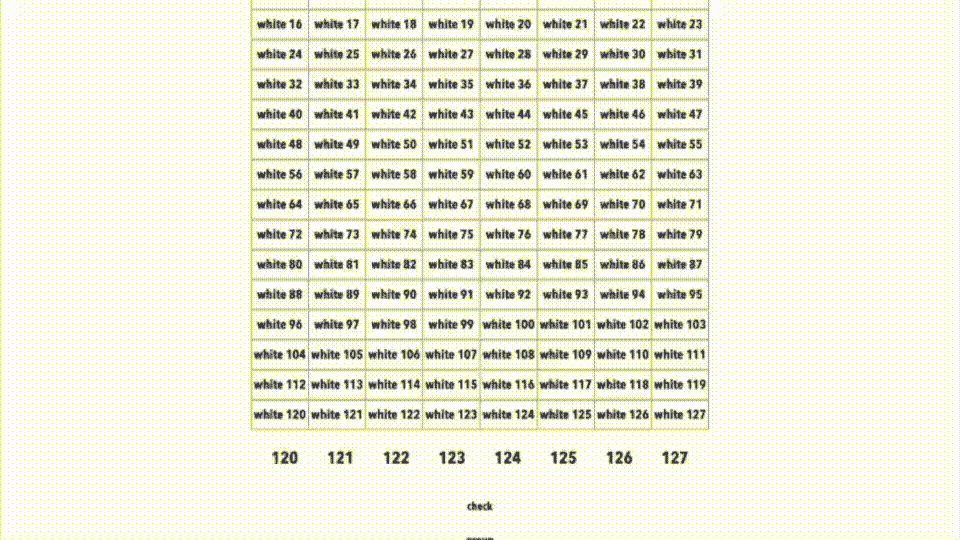 white 16 white 17 white 18 white 19 white 20 white 21 white 22 white 23
white 24 white 25 white 26 white 27 white 28 white 29 white 30 white 31
white 32 white 33 white 34 white 35 white 36 white 37 white 38 white 39
white 40 white 41 white 42 white 43 white 44 white 45 white 46 white 47
white 48 white 49 white 50 white 51 white 52 white 53 white 54 white 55
white 56 white 57 white 58 white 59 white 60 white 61 white 62 white 63
white 64 white 65 white 66 white 67 white 68 white 69 white 70 white 71
white 72 white 73 white 74 white 75 white 76 white 77 white 78 white 79
white 80 white 81 white 82 white 83 white 84 white 85 white 86 white 87
white 88 white 89 white 90 white 91 white 92 white 93 white 94 white 95
white 96 white 97 white 98 white 99 white 100 white 101 white 102 white 103
white 104 white 105 white 106 white 107 white 108 white 109 white 110 white 111
white 112 white 113 white 114 white 115 white 116 white 117 white 118 white 119
white 120 white 121 white 122 white 123 white 124 white 125 white 126 white 127
120 121 122 123 124 125 126 127
check